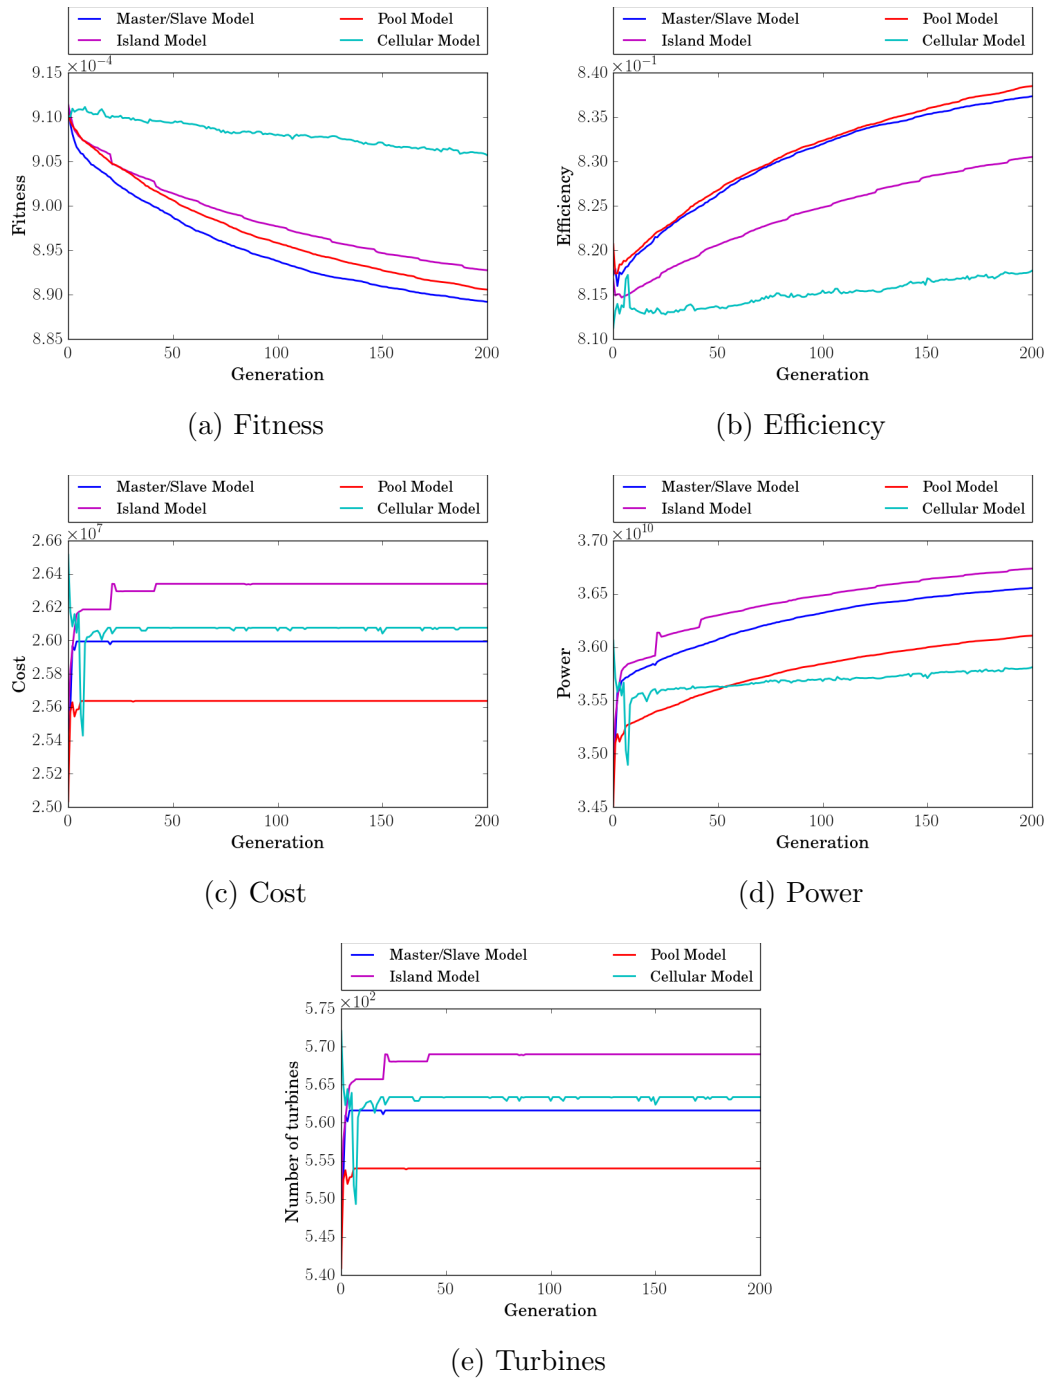 Master/Slave Model Pool Model
Island Model Cellular Model
×10⁻⁴
9.15
9.10
9.05
9.00
8.95
8.90
8.85
Fitness
0 50 100 150 200
Generation
(a) Fitness
Master/Slave Model Pool Model
Island Model Cellular Model
×10⁻¹
8.40
8.35
8.30
8.25
8.20
8.15
8.10
Efficiency
0 50 100 150 200
Generation
(b) Efficiency
Master/Slave Model Pool Model
Island Model Cellular Model
×10⁷
2.66
2.64
2.62
2.60
2.58
2.56
2.54
2.52
2.50
Cost
0 50 100 150 200
Generation
(c) Cost
Master/Slave Model Pool Model
Island Model Cellular Model
×10¹⁰
3.70
3.65
3.60
3.55
3.50
3.45
Power
0 50 100 150 200
Generation
(d) Power
Master/Slave Model Pool Model
Island Model Cellular Model
×10²
5.75
5.70
5.65
5.60
5.55
5.50
5.45
5.40
Number of turbines
0 50 100 150 200
Generation
(e) Turbines